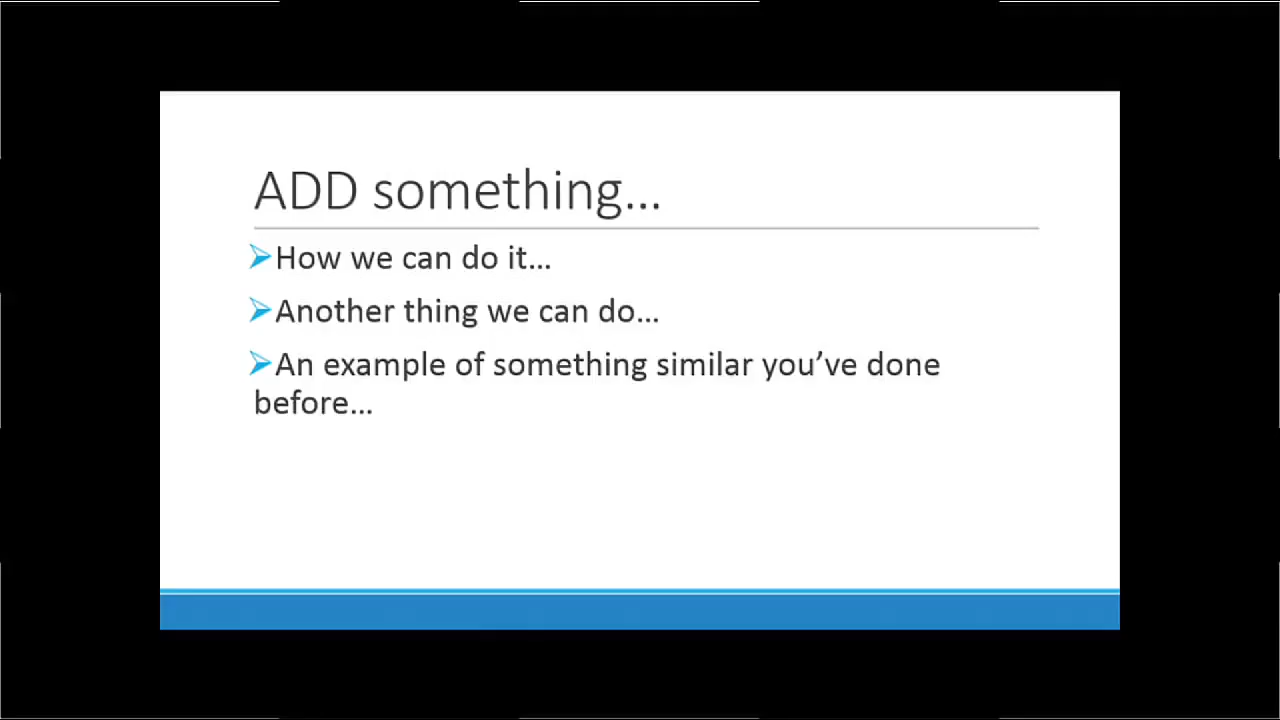 ADD something…
How we can do it…
Another thing we can do…
An example of something similar you’ve done
before…